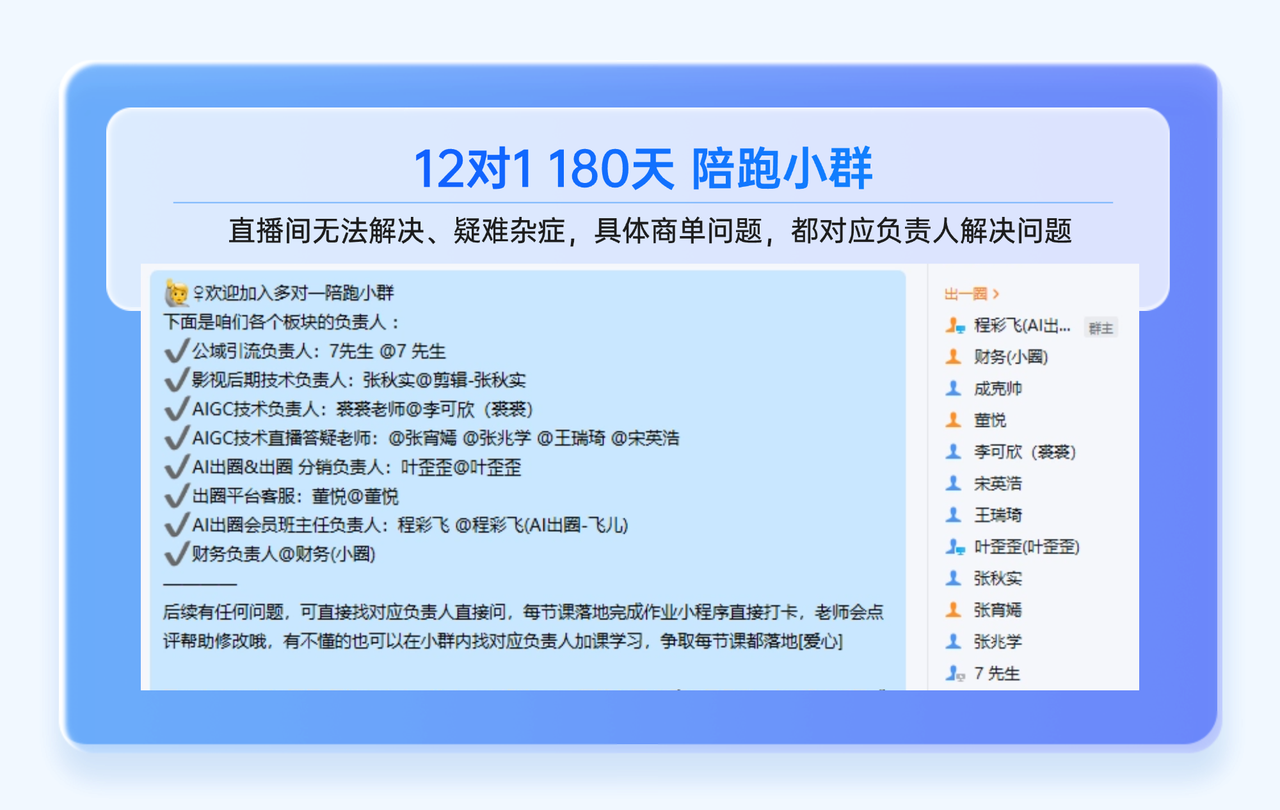 12对1 180天 陪跑小群
直播间无法解决、疑难杂症，具体商单问题，都对应负责人解决问题
🙋♀欢迎加入多对一陪跑小群
下面是咱们各个板块的负责人：
✔公域引流负责人：7先生 @7 先生
✔影视后期技术负责人：张秋实@剪辑-张秋实
✔AIGC技术负责人：裘裘老师@李可欣（裘裘）
✔AIGC技术直播答疑老师：@张宵嫣 @张兆学 @王瑞琦 @宋英浩
✔AI出圈&出圈 分销负责人：叶歪歪@叶歪歪
✔出圈平台客服：董悦@董悦
✔AI出圈会员班主任负责人：程彩飞 @程彩飞(AI出圈-飞儿)
✔财务负责人@财务(小圈)
————
后续有任何问题，可直接找对应负责人直接问，每节课落地完成作业小程序直接打卡，老师会点
评帮助修改哦，有不懂的也可以在小群内找对应负责人加课学习，争取每节课都落地[爱心]
出一圈 >
程彩飞(AI出... 群主
财务(小圈)
成克帅
董悦
李可欣（裘裘）
宋英浩
王瑞琦
叶歪歪(叶歪歪)
张秋实
张宵嫣
张兆学
7 先生